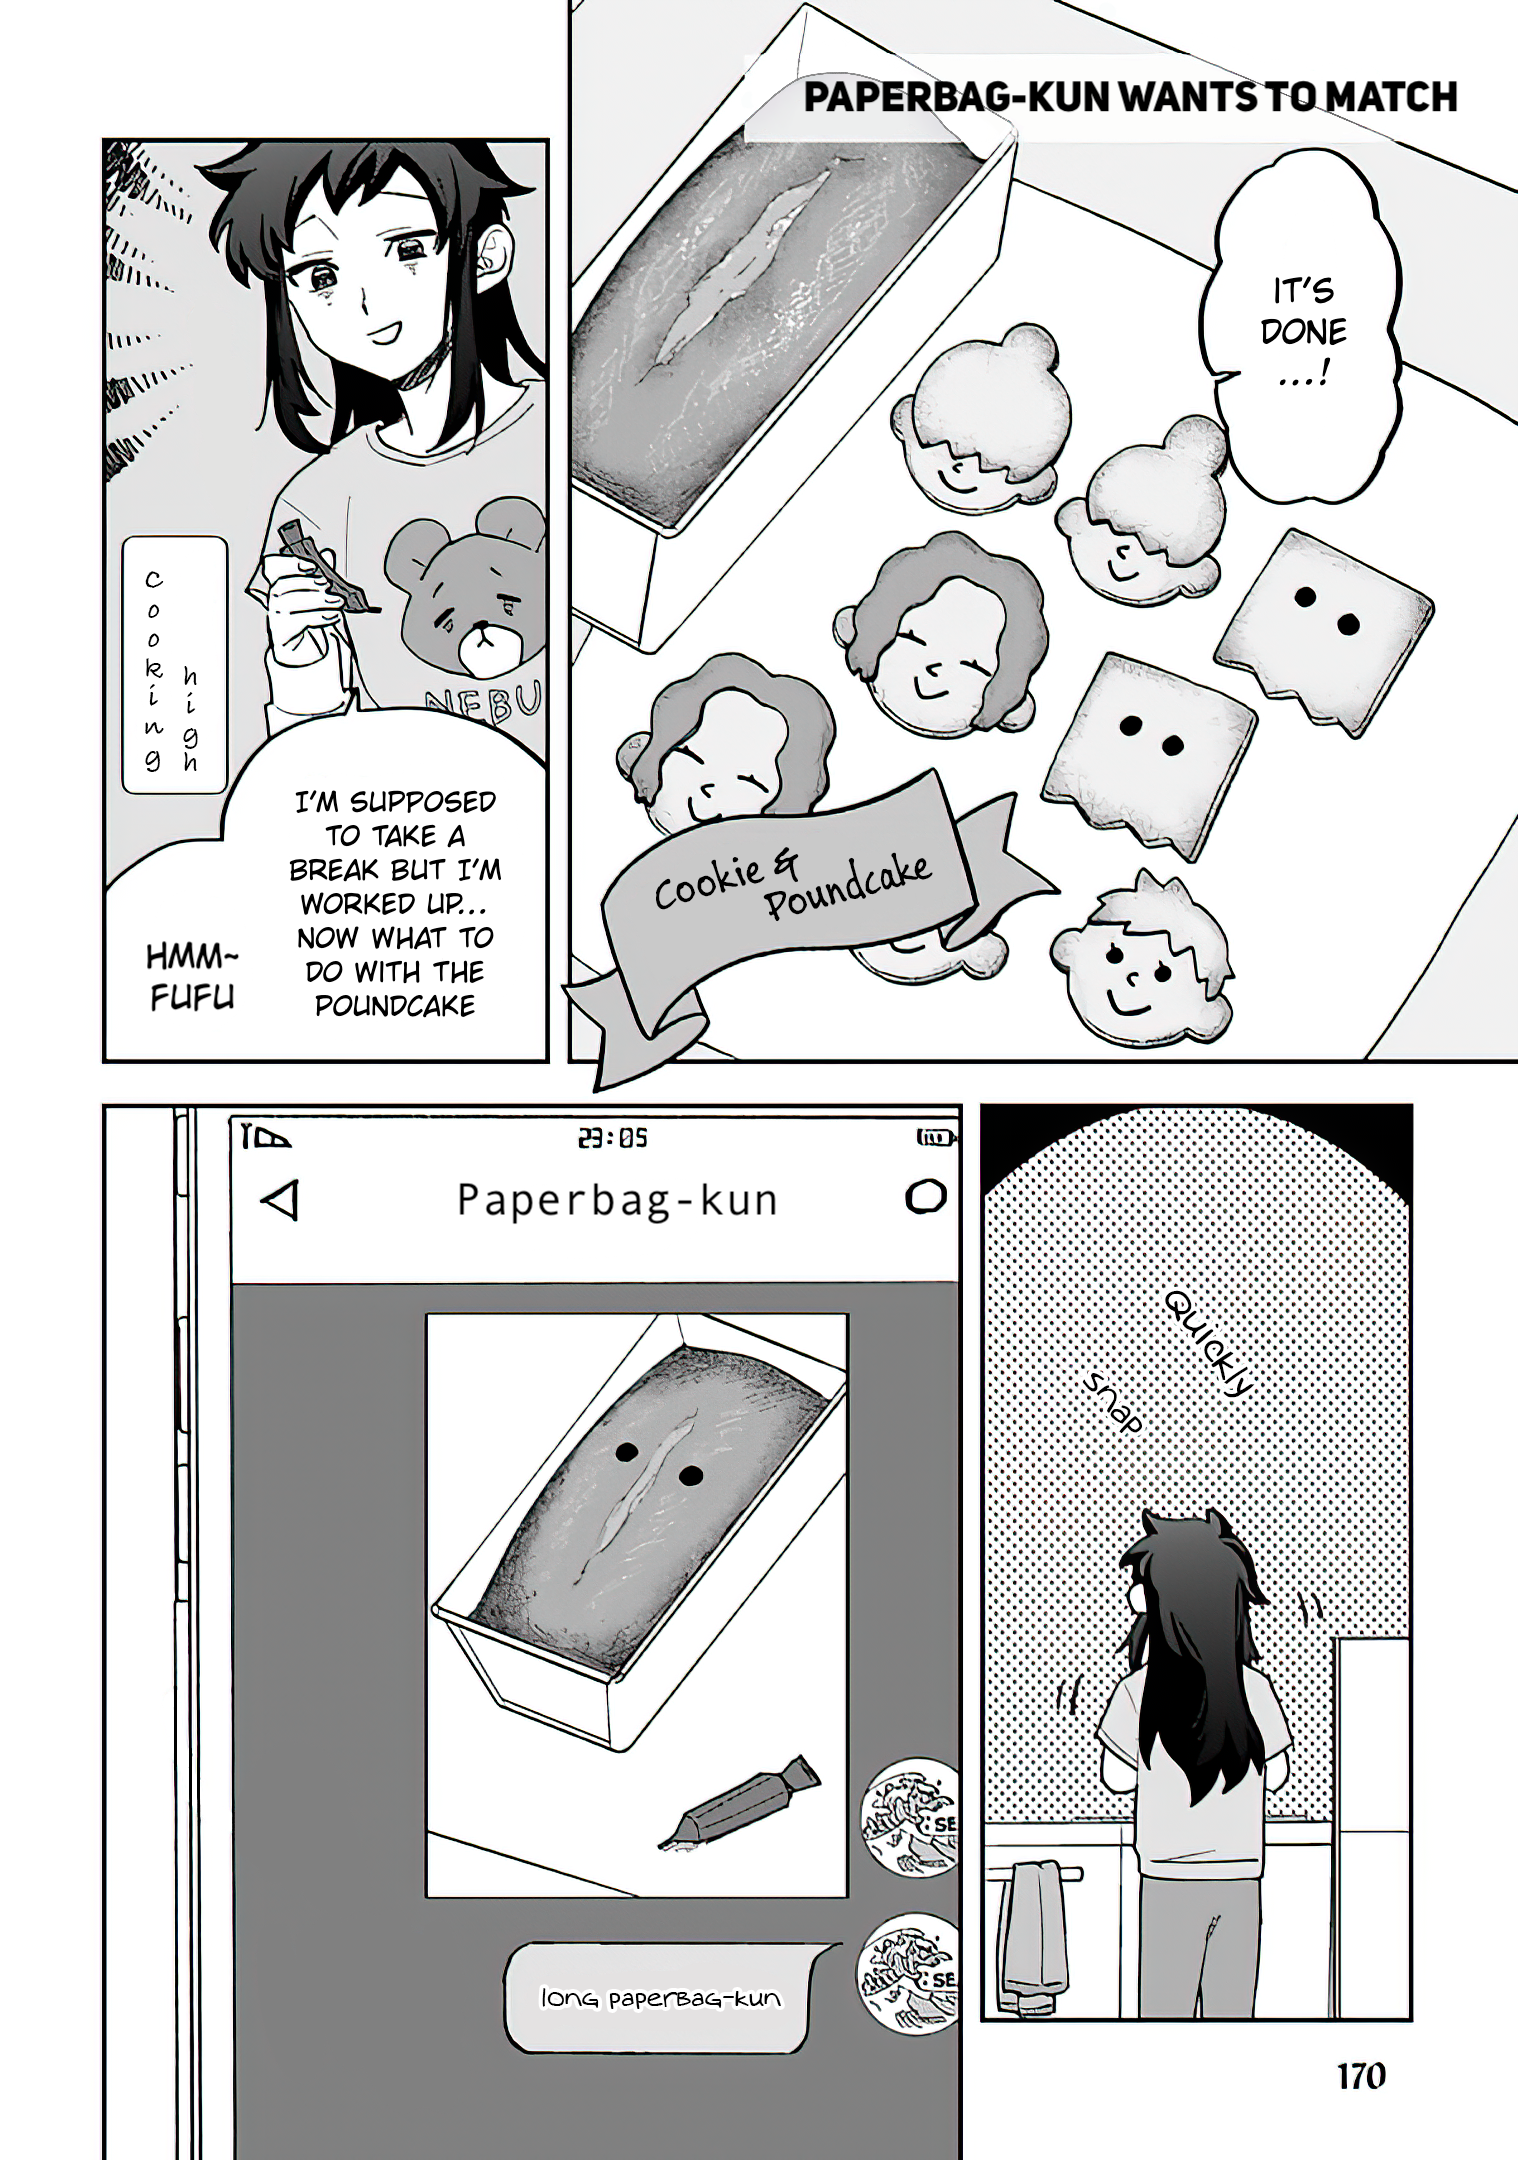 PAPERBAG-KUN WANTS TO MATCH
IT'S
DONE
...!
Cookie &
Poundcake
cooking
high
NEBU
I'M SUPPOSED
TO TAKE A
BREAK BUT I'M
WORKED UP...
NOW WHAT TO
DO WITH THE
POUNDCAKE
HMM~
FUFU
Quickly
snap
23:05
Paperbag-kun
SE
SE
long paperbag-kun
170